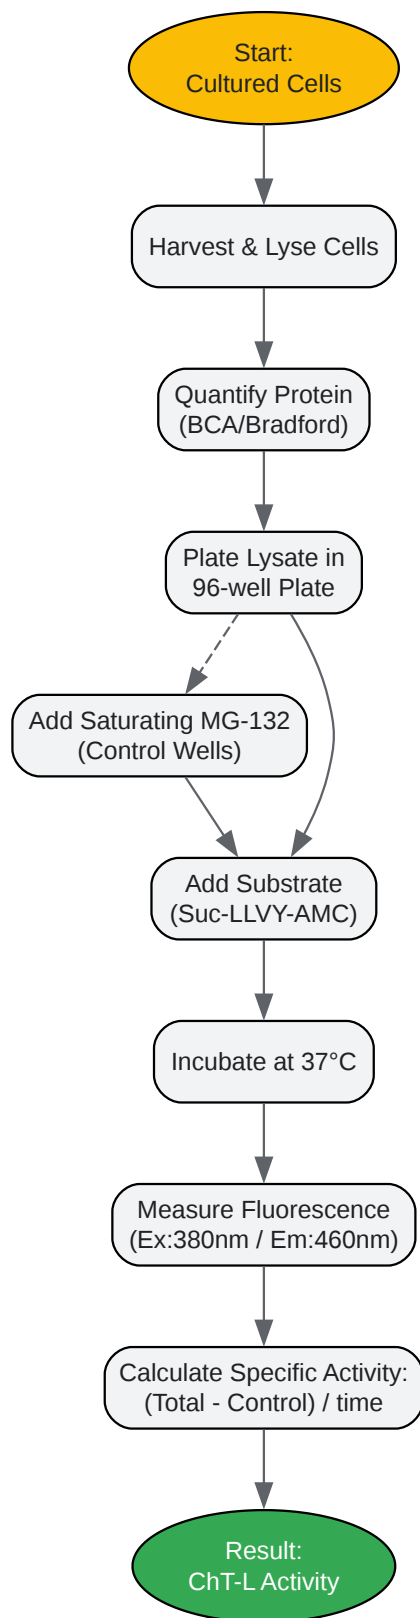 Start:
Cultured Cells
Harvest & Lyse Cells
Quantify Protein
(BCA/Bradford)
Plate Lysate in
96-well Plate
Add Saturating MG-132
(Control Wells)
Add Substrate
(Suc-LLVY-AMC)
Incubate at 37°C
Measure Fluorescence
(Ex:380nm / Em:460nm)
Calculate Specific Activity:
(Total - Control) / time
Result:
ChT-L Activity